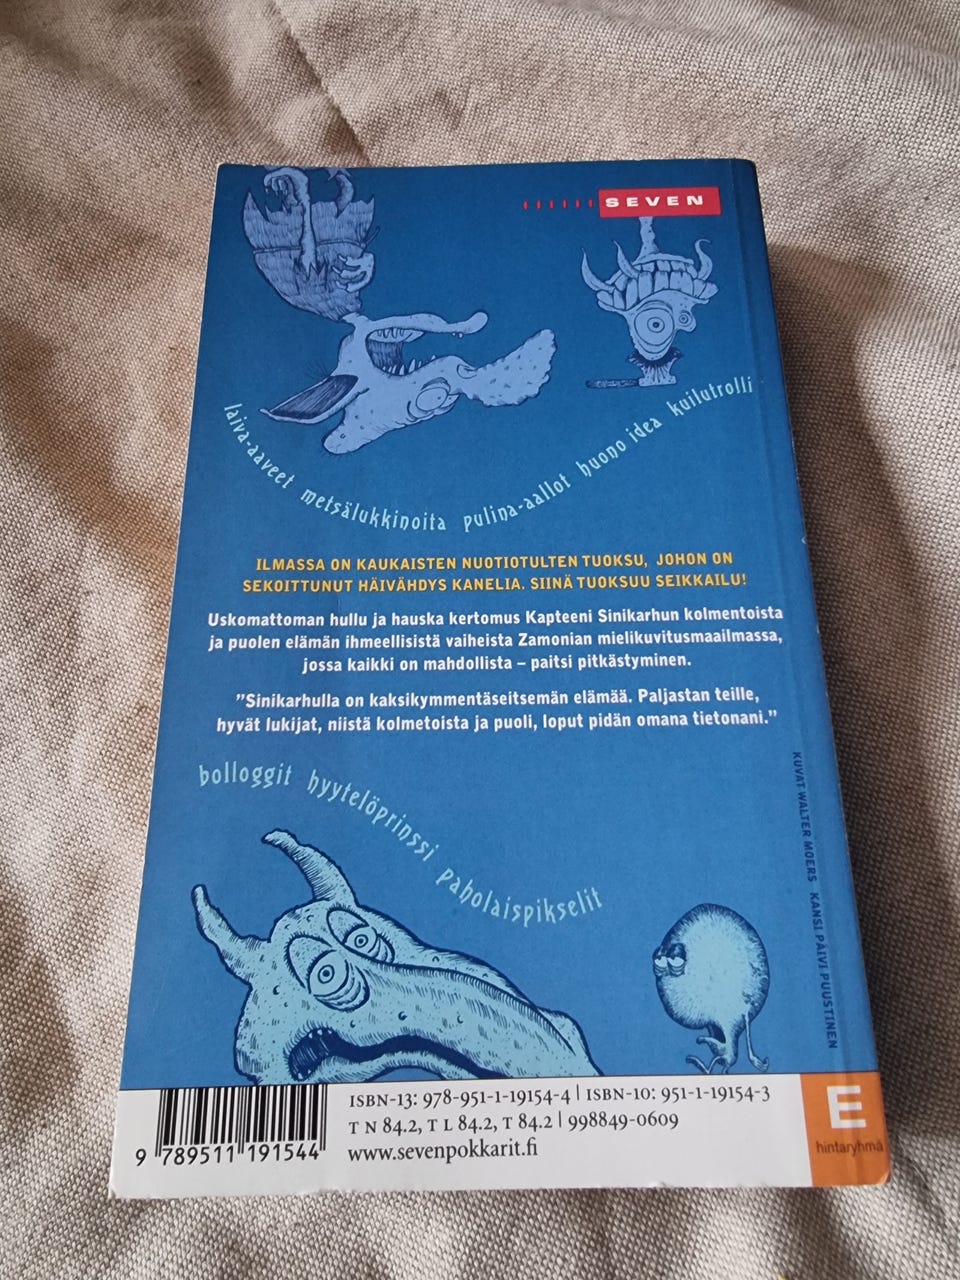 SEVEN
laiva-aaveet metsälukkinoita pulina-aallot huono idea kuilutrolli
ILMASSA ON KAUKAISTEN NUOTIOTULTEN TUOKSU, JOHON ON
SEKOITTUNUT HÄIVÄHDYS KANELIA. SIINÄ TUOKSUU SEIKKAILU!
Uskomattoman hullu ja hauska kertomus Kapteeni Sinikarhun kolmentoista
ja puolen elämän ihmeellisistä vaiheista Zamonian mielikuvitusmaailmassa,
jossa kaikki on mahdollista – paitsi pitkästyminen.
”Sinikarhulla on kaksikymmentäseitsemän elämää. Paljastan teille,
hyvät lukijat, niistä kolmetoista ja puoli, loput pidän omana tietonani.”
bolloggit hyytelöprinssi paholaispikselit
KUVAT WALTER MOERS KANSI PÄIVI PUUSTINEN
ISBN-13: 978-951-1-19154-4 | ISBN-10: 951-1-19154-3
T N 84.2, T L 84.2, T 84.2 | 998849-0609
www.sevenpokkarit.fi
9 789511 191544
E
hintaryhmä